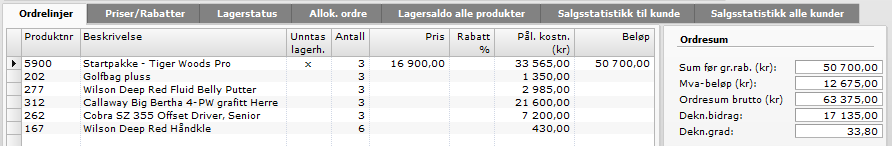 Ordrelinjer Priser/Rabatter Lagerstatus Allok. ordre Lagersaldo alle produkter Salgsstatistikk til kunde Salgsstatistikk alle kunder
Produktnr Beskrivelse Unntas lagerh. Antall Pris Rabatt % Pål. kostn. (kr) Beløp
5900 Startpakke - Tiger Woods Pro x 3 16 900,00 33 565,00 50 700,00
202 Golfbag pluss 3 1 350,00
277 Wilson Deep Red Fluid Belly Putter 3 2 985,00
312 Callaway Big Bertha 4-PW grafitt Herre 3 21 600,00
262 Cobra SZ 355 Offset Driver, Senior 3 7 200,00
167 Wilson Deep Red Håndkle 6 430,00
Ordresum
Sum før gr.rab. (kr): 50 700,00
Mva-beløp (kr): 12 675,00
Ordresum brutto (kr) 63 375,00
Dekn.bidrag: 17 135,00
Dekn.grad: 33,80